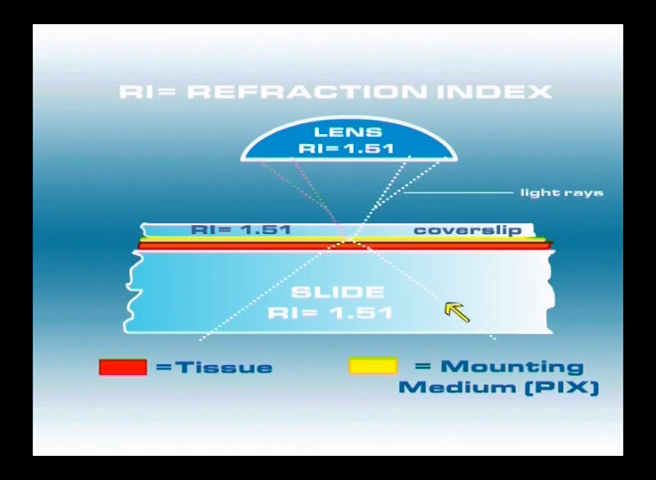 RI= REFRACTION INDEX
LENS
RI=1.51
light rays
RI= 1.51
coverslip
SLIDE
RI= 1.51
=Tissue
= Mounting
Medium (PIX)